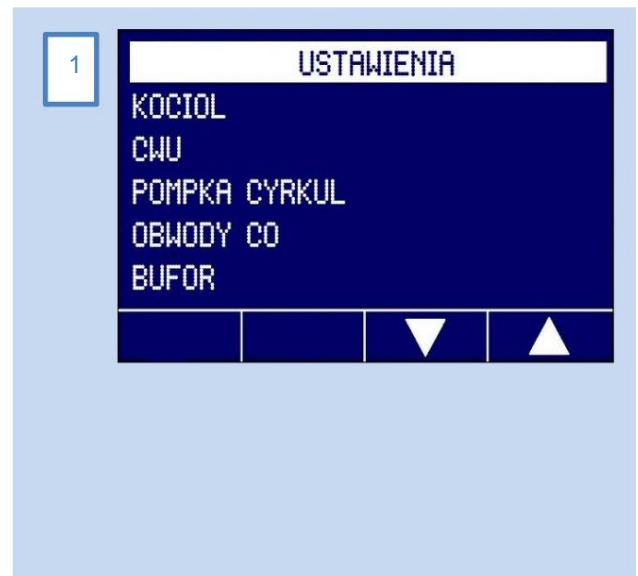 1
USTAWIENIA
KOCIOL
CWU
POMPKA CYRKUL
OBWODY CO
BUFOR